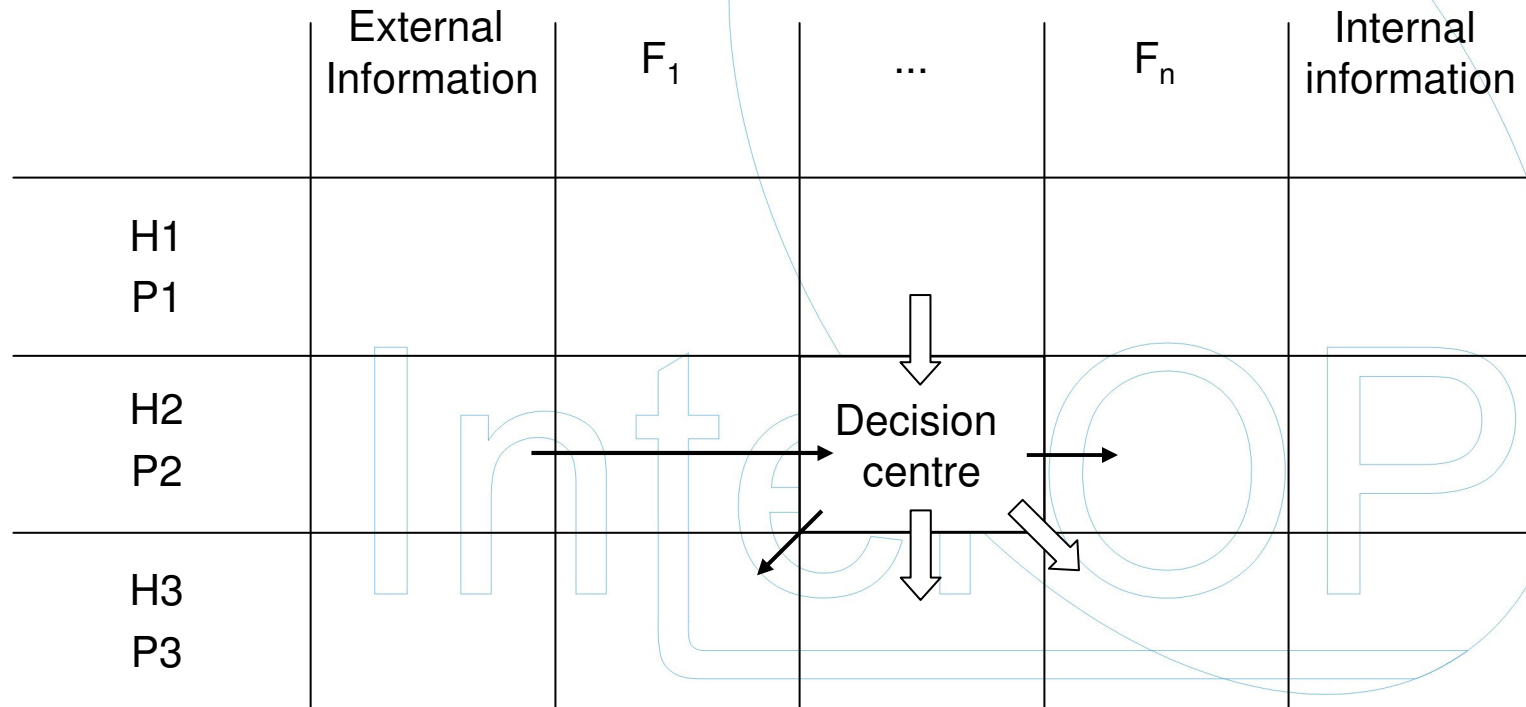 External
Information
F₁
...
Fₙ
Internal
information
H1
P1
H2
P2
Decision
centre
H3
P3
InterOP